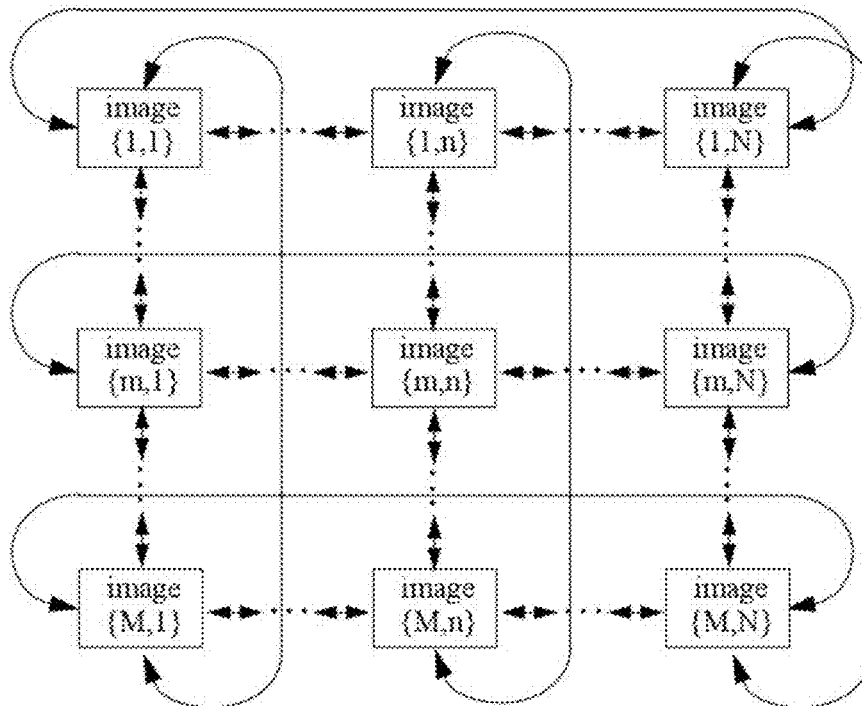 image
{1,1}
image
{1,n}
image
{1,N}
image
{m,1}
image
{m,n}
image
{m,N}
image
{M,1}
image
{M,n}
image
{M,N}